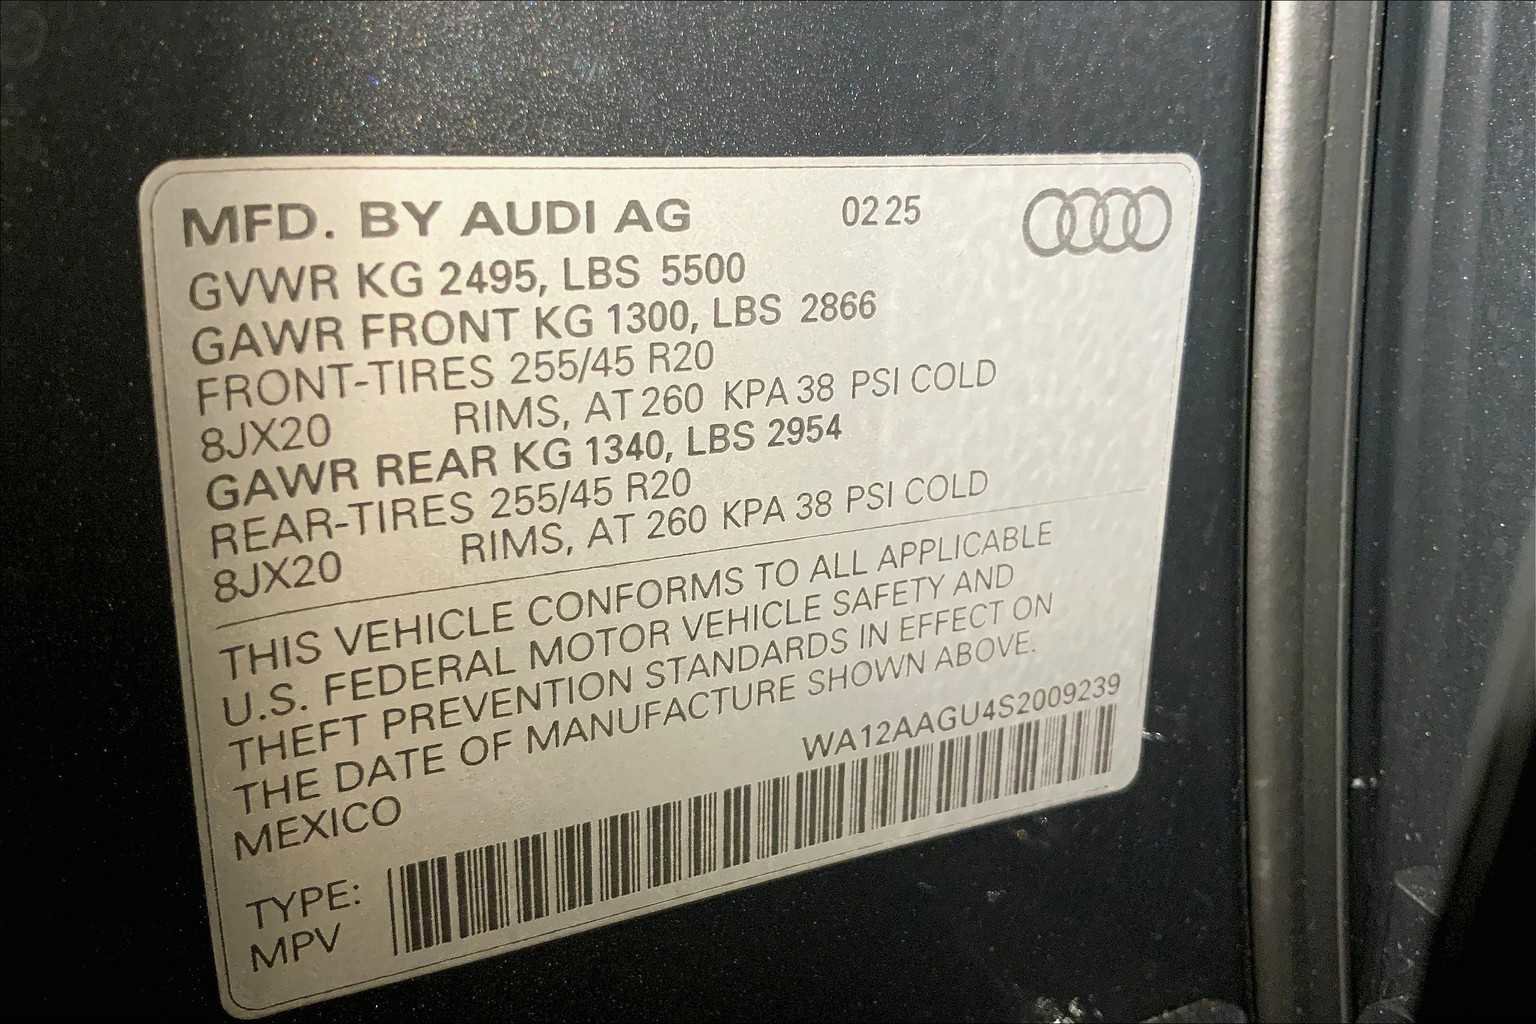 MFD. BY AUDI AG 02 25
GVWR KG 2495, LBS 5500
GAWR FRONT KG 1300, LBS 2866
FRONT-TIRES 255/45 R20
8JX20 RIMS, AT 260 KPA 38 PSI COLD
GAWR REAR KG 1340, LBS 2954
REAR-TIRES 255/45 R20
8JX20 RIMS, AT 260 KPA 38 PSI COLD
THIS VEHICLE CONFORMS TO ALL APPLICABLE
U.S. FEDERAL MOTOR VEHICLE SAFETY AND
THEFT PREVENTION STANDARDS IN EFFECT ON
THE DATE OF MANUFACTURE SHOWN ABOVE.
MEXICO WA12AAGU4S2009239
TYPE:
MPV